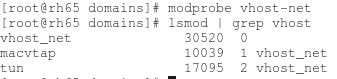 [root@rh65 domains]# modprobe vhost-net
[root@rh65 domains]# lsmod | grep vhost
vhost_net 30520 0
macvtap 10039 1 vhost_net
tun 17095 2 vhost_net